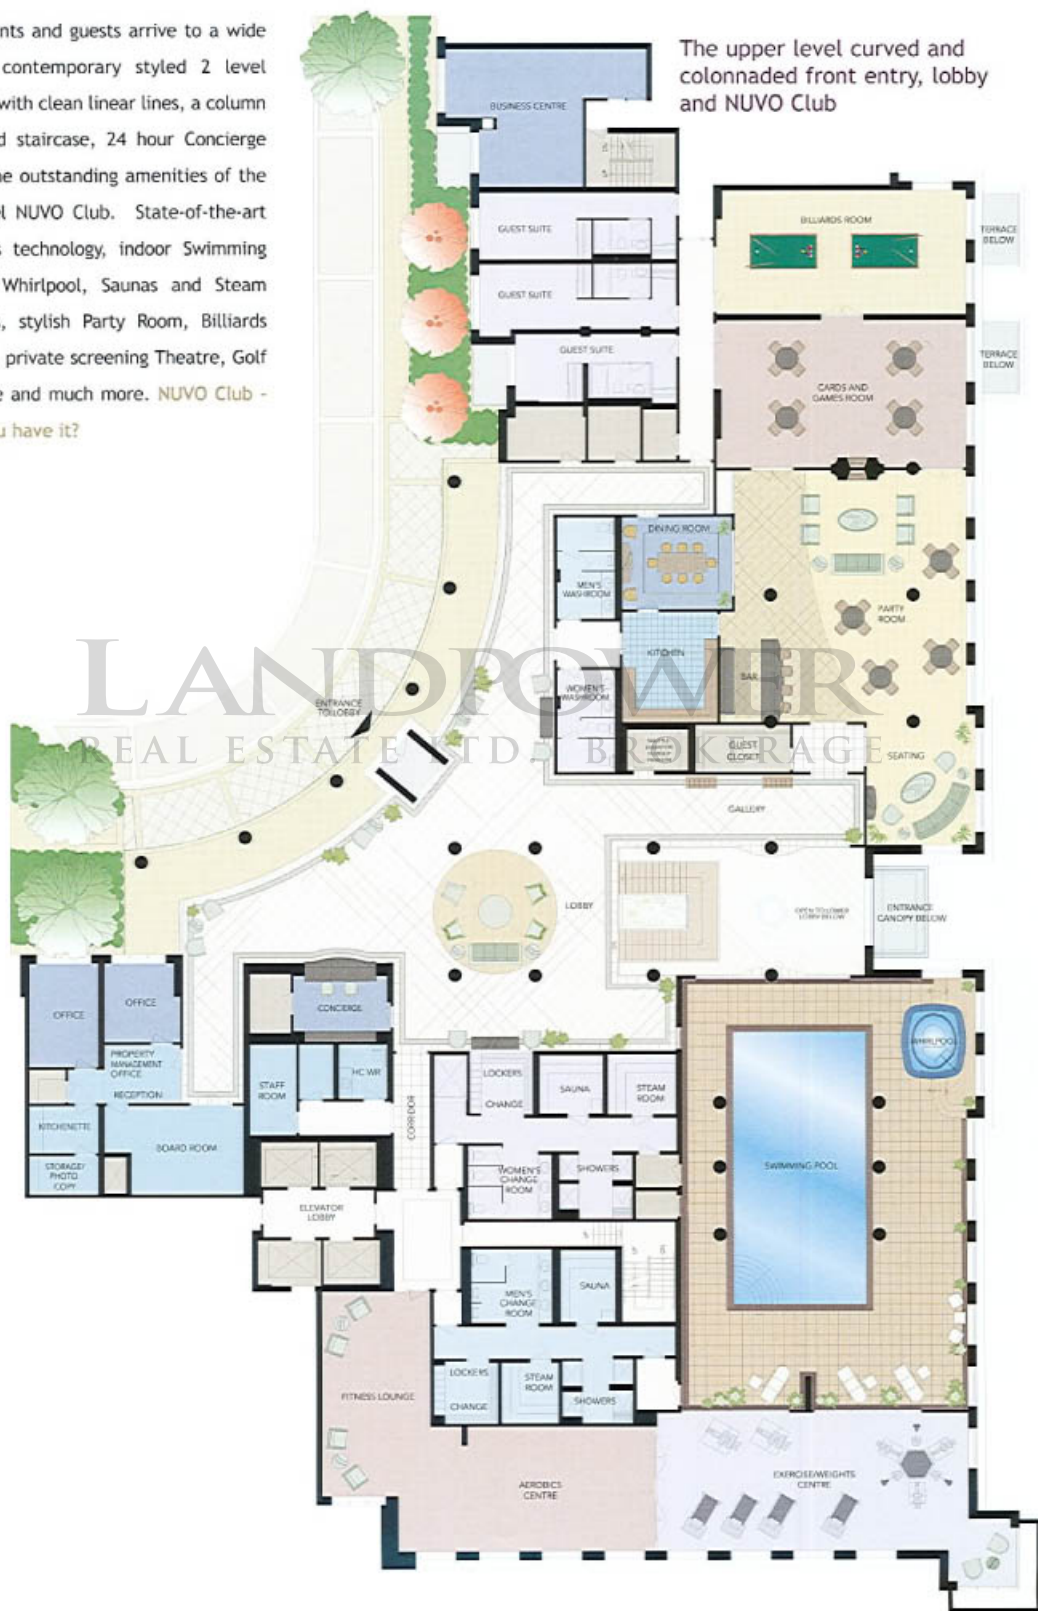 nts and guests arrive to a wide
contemporary styled 2 level
with clean linear lines, a column
d staircase, 24 hour Concierge
e outstanding amenities of the
el NUVO Club. State-of-the-art
s technology, indoor Swimming
Whirlpool, Saunas and Steam
, stylish Party Room, Billiards
private screening Theatre, Golf
e and much more. NUVO Club -
u have it?
The upper level curved and
colonnaded front entry, lobby
and NUVO Club
BUSINESS CENTRE
GUEST SUITE
GUEST SUITE
GUEST SUITE
BILLIARDS ROOM
TERRACE
BELOW
TERRACE
BELOW
CARDS AND
GAMES ROOM
DINING ROOM
MEN'S
WASHROOM
KITCHEN
PARTY
ROOM
WOMEN'S
WASHROOM
BAR
LANDPOWER
REAL ESTATE LTD. BROKERAGE
ENTRANCE
TO LOBBY
GUEST
CLOSET
SEATING
GALLERY
LOBBY
OPEN TO LOWER
LOBBY BELOW
ENTRANCE
CANOPY BELOW
OFFICE
OFFICE
CONCIERGE
PROPERTY
MANAGEMENT
OFFICE
RECEPTION
KITCHENETTE
STORAGE/
PHOTO
COPY
BOARD ROOM
STAFF
ROOM
HC WR
CORRIDOR
ELEVATOR
LOBBY
LOCKERS
CHANGE
SAUNA
STEAM
ROOM
WOMEN'S
CHANGE
ROOM
SHOWERS
WHIRLPOOL
SWIMMING POOL
MEN'S
CHANGE
ROOM
SAUNA
LOCKERS
CHANGE
STEAM
ROOM
SHOWERS
FITNESS LOUNGE
AEROBICS
CENTRE
EXERCISE/WEIGHTS
CENTRE